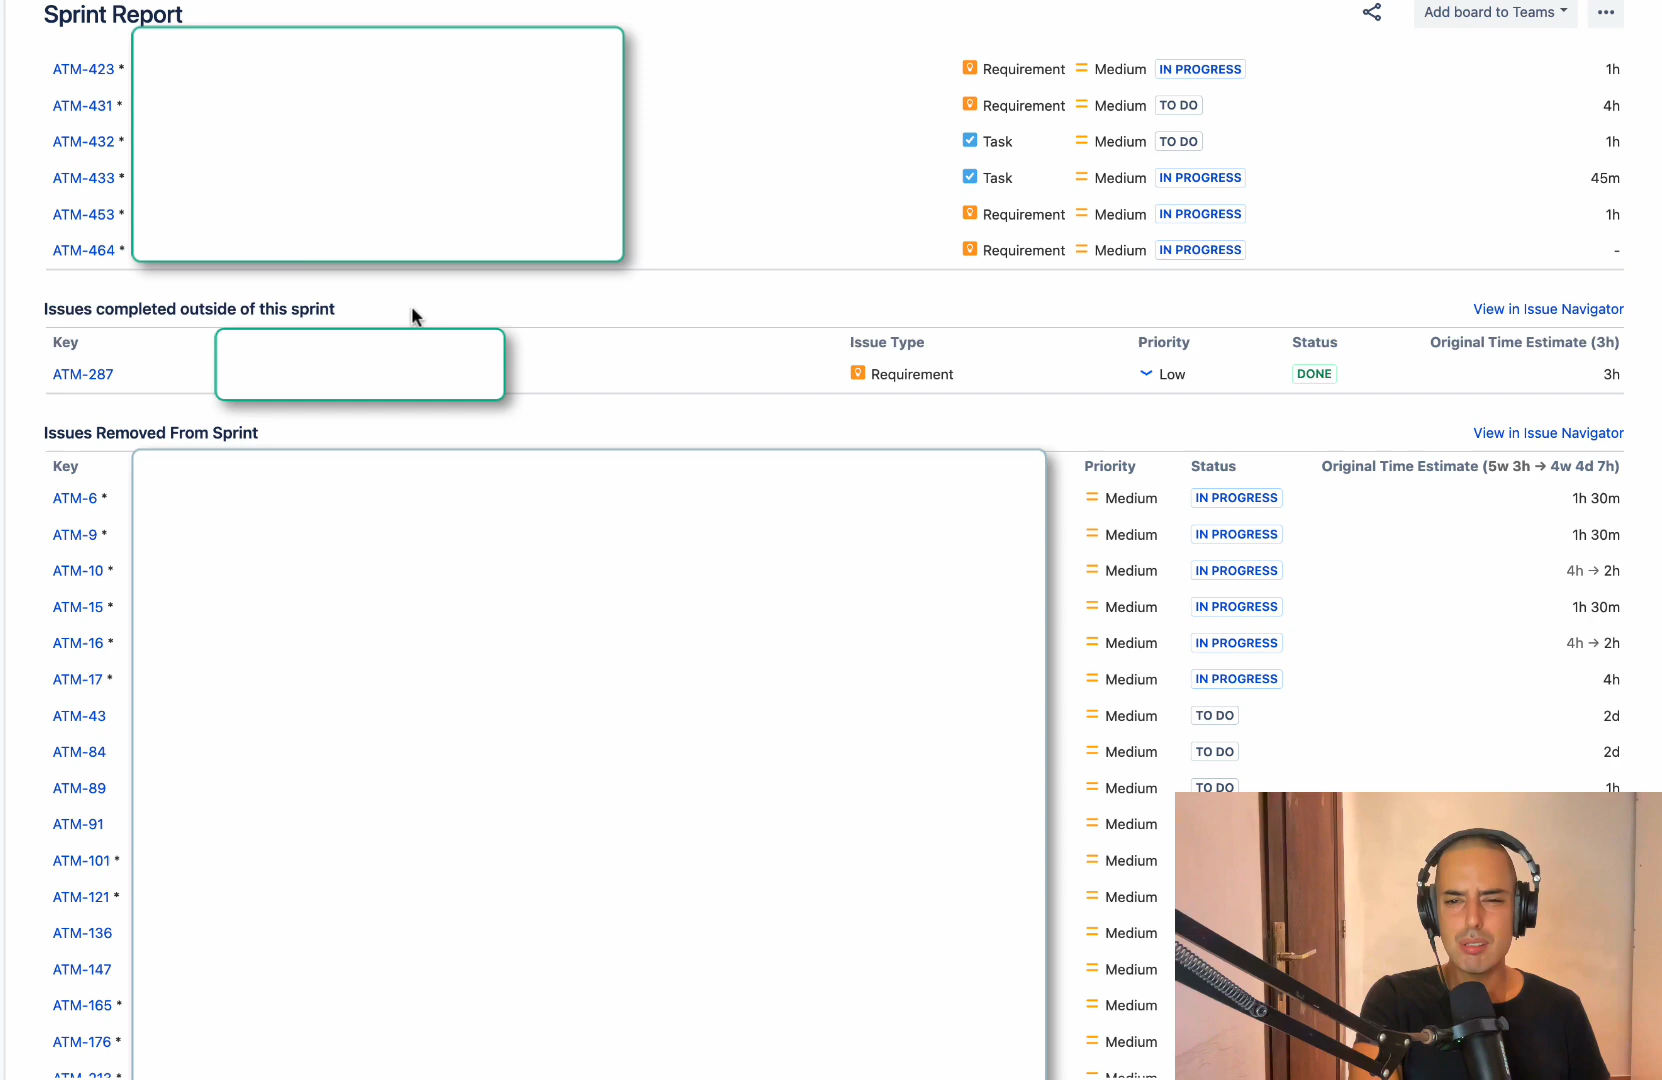 Sprint Report
Add board to Teams
ATM-423 * Requirement Medium IN PROGRESS 1h
ATM-431 * Requirement Medium TO DO 4h
ATM-432 * Task Medium TO DO 1h
ATM-433 * Task Medium IN PROGRESS 45m
ATM-453 * Requirement Medium IN PROGRESS 1h
ATM-464 * Requirement Medium IN PROGRESS -
Issues completed outside of this sprint View in Issue Navigator
Key Issue Type Priority Status Original Time Estimate (3h)
ATM-287 Requirement Low DONE 3h
Issues Removed From Sprint View in Issue Navigator
Key Priority Status Original Time Estimate (5w 3h → 4w 4d 7h)
ATM-6 * Medium IN PROGRESS 1h 30m
ATM-9 * Medium IN PROGRESS 1h 30m
ATM-10 * Medium IN PROGRESS 4h → 2h
ATM-15 * Medium IN PROGRESS 1h 30m
ATM-16 * Medium IN PROGRESS 4h → 2h
ATM-17 * Medium IN PROGRESS 4h
ATM-43 Medium TO DO 2d
ATM-84 Medium TO DO 2d
ATM-89 Medium TO DO 1h
ATM-91 Medium
ATM-101 * Medium
ATM-121 * Medium
ATM-136 Medium
ATM-147 Medium
ATM-165 * Medium
ATM-176 * Medium
ATM-213 * Medium